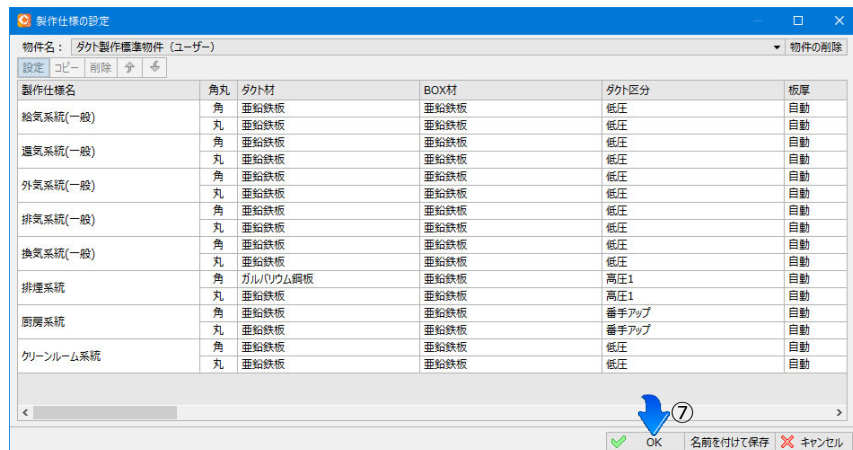 製作仕様の設定
物件名： ダクト製作標準物件（ユーザー） 物件の削除
設定 コピー 削除
製作仕様名 角丸 ダクト材 BOX材 ダクト区分 板厚
給気系統(一般) 角 亜鉛鉄板 亜鉛鉄板 低圧 自動
丸 亜鉛鉄板 亜鉛鉄板 低圧 自動
還気系統(一般) 角 亜鉛鉄板 亜鉛鉄板 低圧 自動
丸 亜鉛鉄板 亜鉛鉄板 低圧 自動
外気系統(一般) 角 亜鉛鉄板 亜鉛鉄板 低圧 自動
丸 亜鉛鉄板 亜鉛鉄板 低圧 自動
排気系統(一般) 角 亜鉛鉄板 亜鉛鉄板 低圧 自動
丸 亜鉛鉄板 亜鉛鉄板 低圧 自動
換気系統(一般) 角 亜鉛鉄板 亜鉛鉄板 低圧 自動
丸 亜鉛鉄板 亜鉛鉄板 低圧 自動
排煙系統 角 ガルバリウム鋼板 亜鉛鉄板 高圧1 自動
丸 亜鉛鉄板 亜鉛鉄板 高圧1 自動
厨房系統 角 亜鉛鉄板 亜鉛鉄板 番手アップ 自動
丸 亜鉛鉄板 亜鉛鉄板 番手アップ 自動
クリーンルーム系統 角 亜鉛鉄板 亜鉛鉄板 低圧 自動
丸 亜鉛鉄板 亜鉛鉄板 低圧 自動
⑦
OK 名前を付けて保存 キャンセル